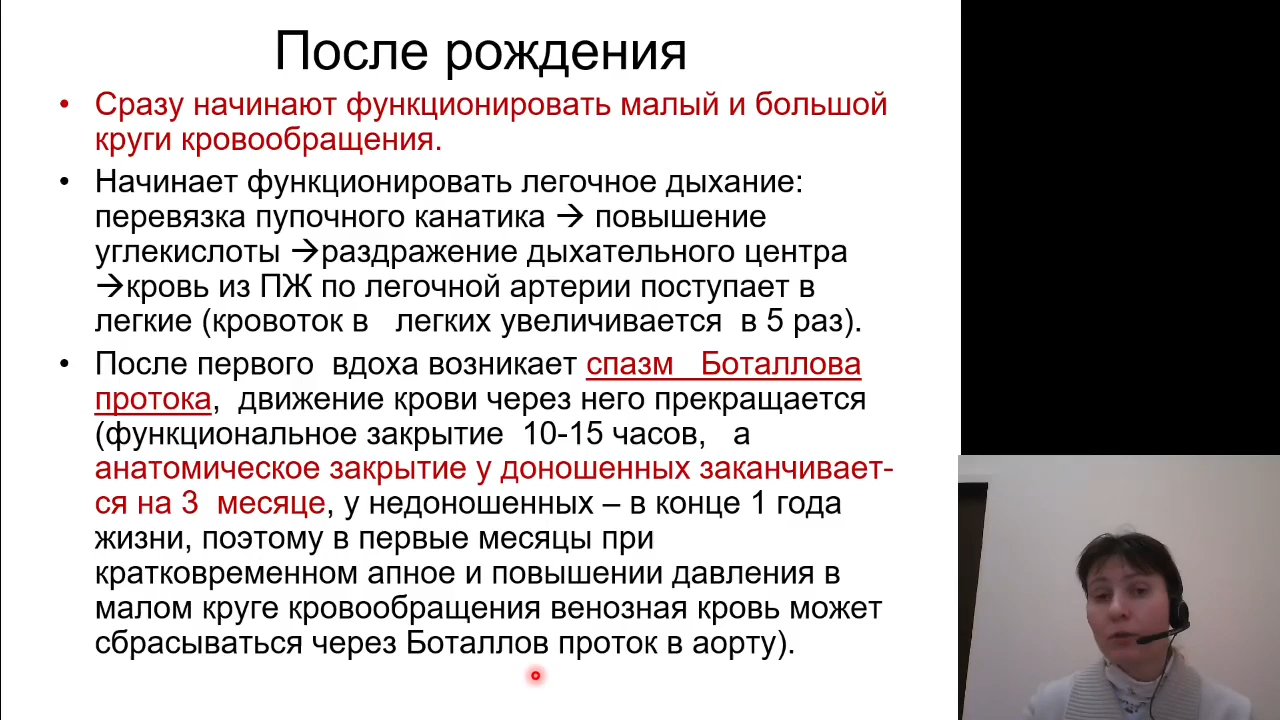 После рождения
• Сразу начинают функционировать малый и большой
круги кровообращения.
• Начинает функционировать легочное дыхание:
перевязка пупочного канатика → повышение
углекислоты →раздражение дыхательного центра
→кровь из ПЖ по легочной артерии поступает в
легкие (кровоток в легких увеличивается в 5 раз).
• После первого вдоха возникает спазм Боталлова
протока, движение крови через него прекращается
(функциональное закрытие 10-15 часов, а
анатомическое закрытие у доношенных заканчивает-
ся на 3 месяце, у недоношенных – в конце 1 года
жизни, поэтому в первые месяцы при
кратковременном апное и повышении давления в
малом круге кровообращения венозная кровь может
сбрасываться через Боталлов проток в аорту).